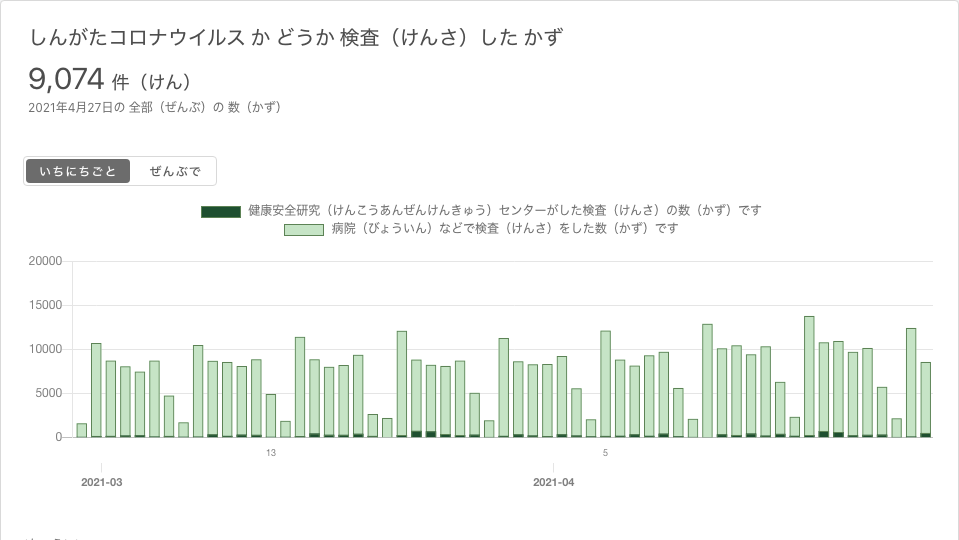 しんがたコロナウイルス か どうか 検査（けんさ）した かず
9,074 件（けん）
2021年4月27日の 全部（ぜんぶ）の 数（かず）
いちにちごと ぜんぶで
健康安全研究（けんこうあんぜんけんきゅう）センターがした検査（けんさ）の数（かず）です
病院（びょういん）などで検査（けんさ）をした数（かず）です
20000
15000
10000
5000
0
13 5
2021-03 2021-04